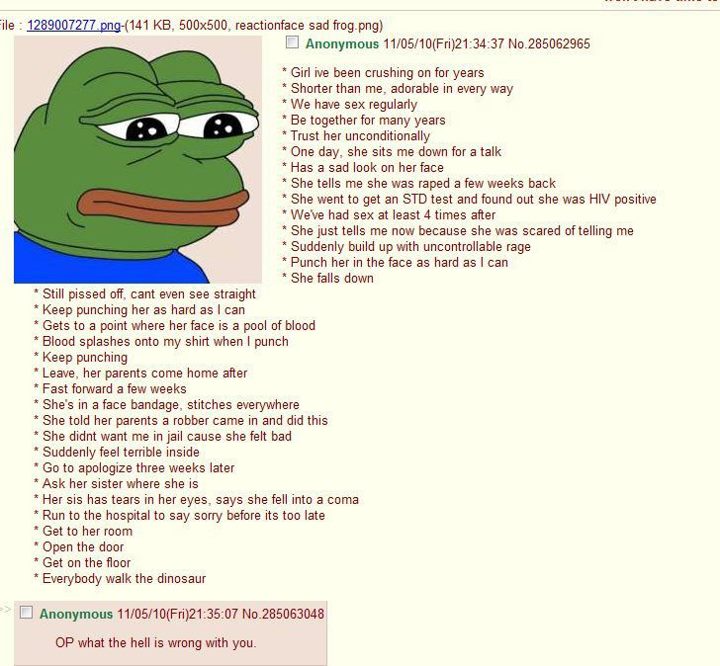 File : 1289007277.png-(141 KB, 500x500, reactionface sad frog.png)
Anonymous 11/05/10(Fri)21:34:37 No.285062965
* Girl ive been crushing on for years
* Shorter than me, adorable in every way
* We have sex regularly
* Be together for many years
* Trust her unconditionally
* One day, she sits me down for a talk
* Has a sad look on her face
* She tells me she was raped a few weeks back
* She went to get an STD test and found out she was HIV positive
* We've had sex at least 4 times after
* She just tells me now because she was scared of telling me
* Suddenly build up with uncontrollable rage
* Punch her in the face as hard as I can
* She falls down
* Still pissed off, cant even see straight
* Keep punching her as hard as I can
* Gets to a point where her face is a pool of blood
* Blood splashes onto my shirt when I punch
* Keep punching
* Leave, her parents come home after
* Fast forward a few weeks
* She's in a face bandage, stitches everywhere
* She told her parents a robber came in and did this
* She didnt want me in jail cause she felt bad
* Suddenly feel terrible inside
* Go to apologize three weeks later
* Ask her sister where she is
* Her sis has tears in her eyes, says she fell into a coma
* Run to the hospital to say sorry before its too late
* Get to her room
* Open the door
* Get on the floor
* Everybody walk the dinosaur
>> Anonymous 11/05/10(Fri)21:35:07 No.285063048
OP what the hell is wrong with you.